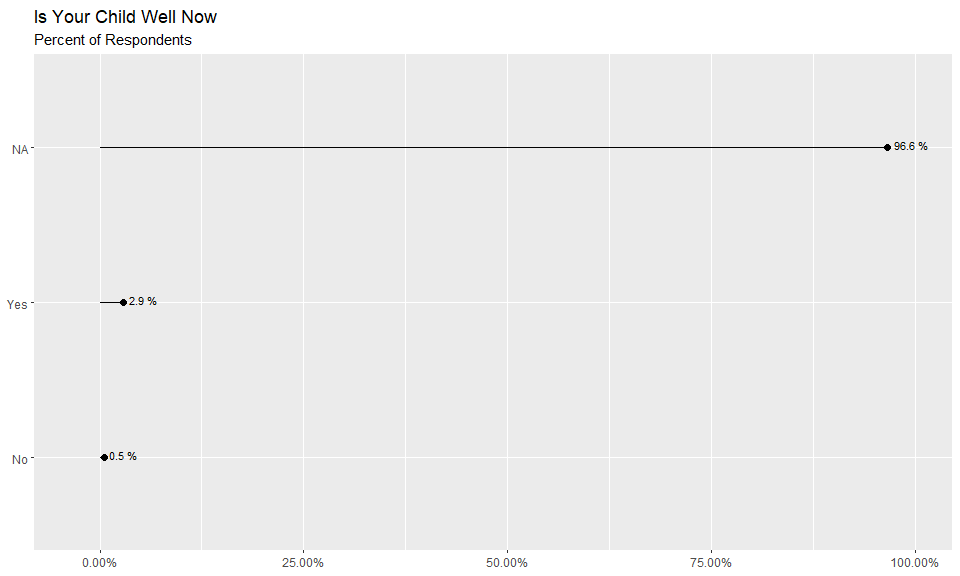 Is Your Child Well Now
Percent of Respondents
NA
96.6 %
Yes
2.9 %
No
0.5 %
0.00%
25.00%
50.00%
75.00%
100.00%